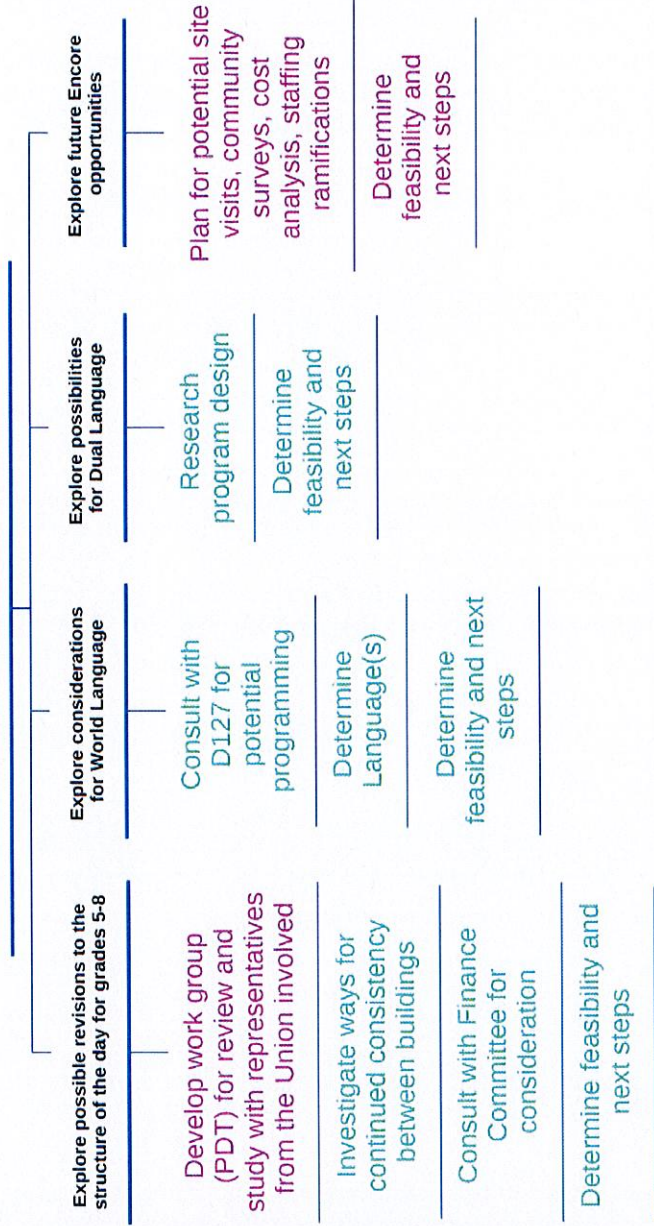 Explore possible revisions to the
structure of the day for grades 5-8
Develop work group
(PDT) for review and
study with representatives
from the Union involved
Investigate ways for
continued consistency
between buildings
Consult with Finance
Committee for
consideration
Determine feasibility and
next steps
Explore considerations
for World Language
Consult with
D127 for
potential
programming
Determine
Language(s)
Determine
feasibility and next
steps
Explore possibilities
for Dual Language
Research
program design
Determine
feasibility and
next steps
Explore future Encore
opportunities
Plan for potential site
visits, community
surveys, cost
analysis, staffing
ramifications
Determine
feasibility and
next steps